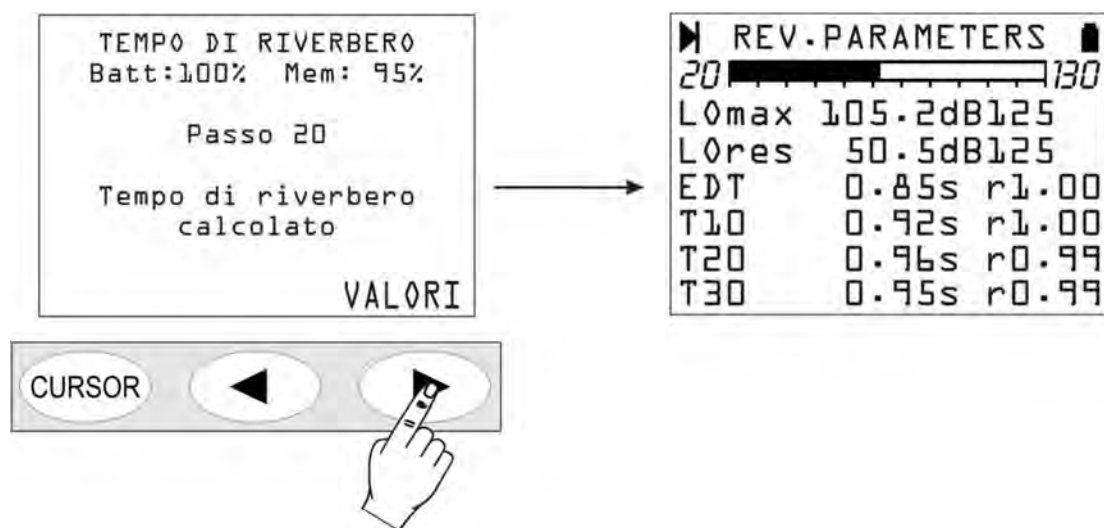 TEMPO DI RIVERBERO
Batt:100% Mem: 95%
Passo 20
Tempo di riverbero
calcolato
VALORI
CURSOR
REV.PARAMETERS
20 130
L0max 105.2dB125
L0res 50.5dB125
EDT 0.85s r1.00
T10 0.92s r1.00
T20 0.96s r0.99
T30 0.95s r0.99